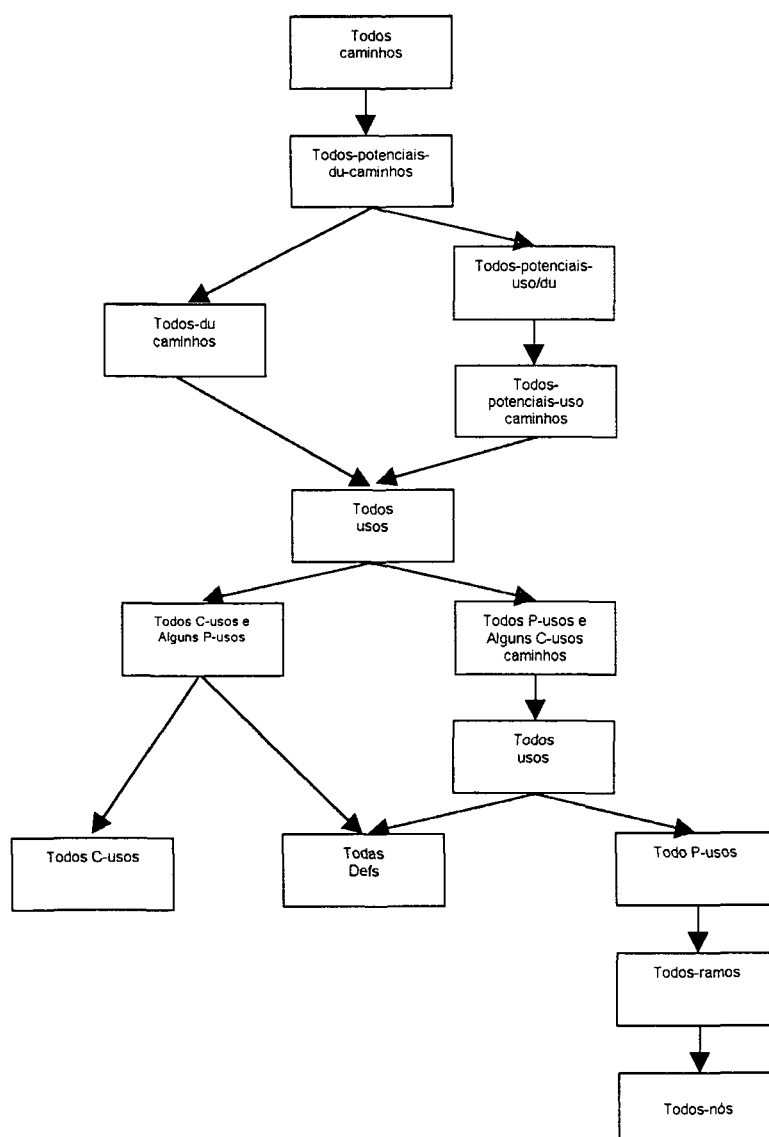 Todos
caminhos
Todos-potenciais-
du-caminhos
Todos-potenciais-
uso/du
Todos-du
caminhos
Todos-
potenciais-uso
caminhos
Todos
usos
Todos C-usos e
Alguns P-usos
Todos P-usos e
Alguns C-usos
caminhos
Todos
usos
Todos C-usos
Todas
Defs
Todo P-usos
Todos-ramos
Todos-nós